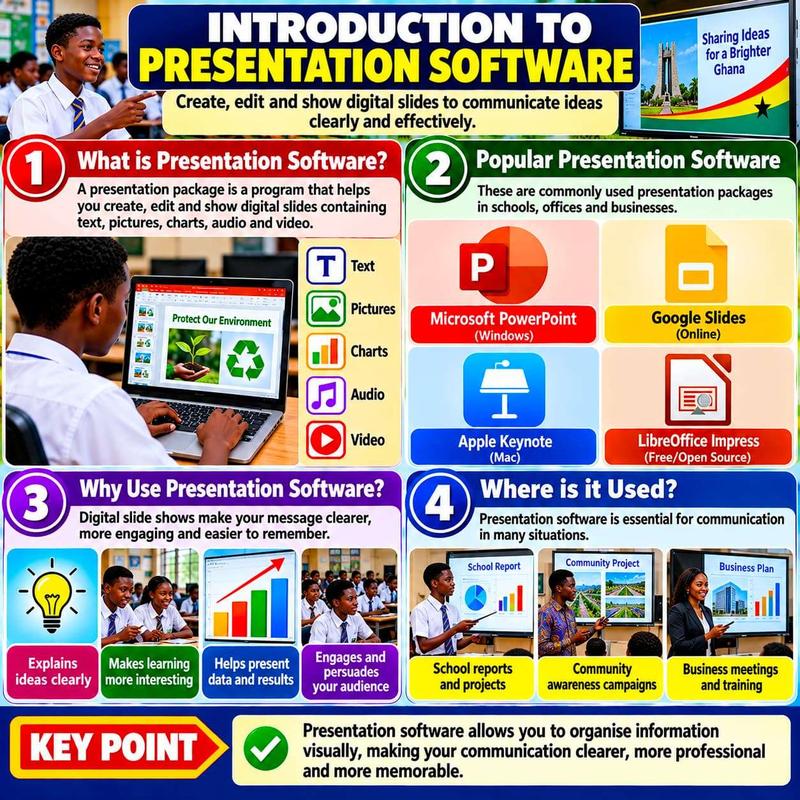 INTRODUCTION TO
PRESENTATION SOFTWARE
Create, edit and show digital slides to communicate ideas
clearly and effectively.
Sharing Ideas
for a Brighter
Ghana
1
What is Presentation Software?
A presentation package is a program that helps
you create, edit and show digital slides containing
text, pictures, charts, audio and video.
Protect Our Environment
T
Text
Pictures
Charts
Audio
Video
2
Popular Presentation Software
These are commonly used presentation packages
in schools, offices and businesses.
P
Microsoft PowerPoint
(Windows)
Google Slides
(Online)
Apple Keynote
(Mac)
LibreOffice Impress
(Free/Open Source)
3
Why Use Presentation Software?
Digital slide shows make your message clearer,
more engaging and easier to remember.
Explains
ideas clearly
Makes learning
more interesting
Helps present
data and results
Engages and
persuades
your audience
4
Where is it Used?
Presentation software is essential for communication
in many situations.
School Report
Community Project
Business Plan
School reports
and projects
Community
awareness campaigns
Business meetings
and training
KEY POINT
Presentation software allows you to organise information
visually, making your communication clearer, more professional
and more memorable.